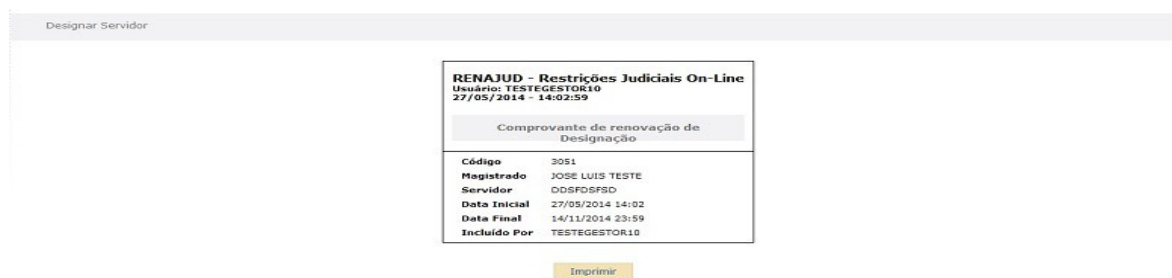 Designar Servidor
RENAJUD - Restrições Judiciais On-Line
Usuário: TESTEGESTOR10
27/05/2014 - 14:02:59
Comprovante de renovação de
Designação
Código 3051
Magistrado JOSE LUIS TESTE
Servidor DDSFDSFSD
Data Inicial 27/05/2014 14:02
Data Final 14/11/2014 23:59
Incluído Por TESTEGESTOR10
Imprimir